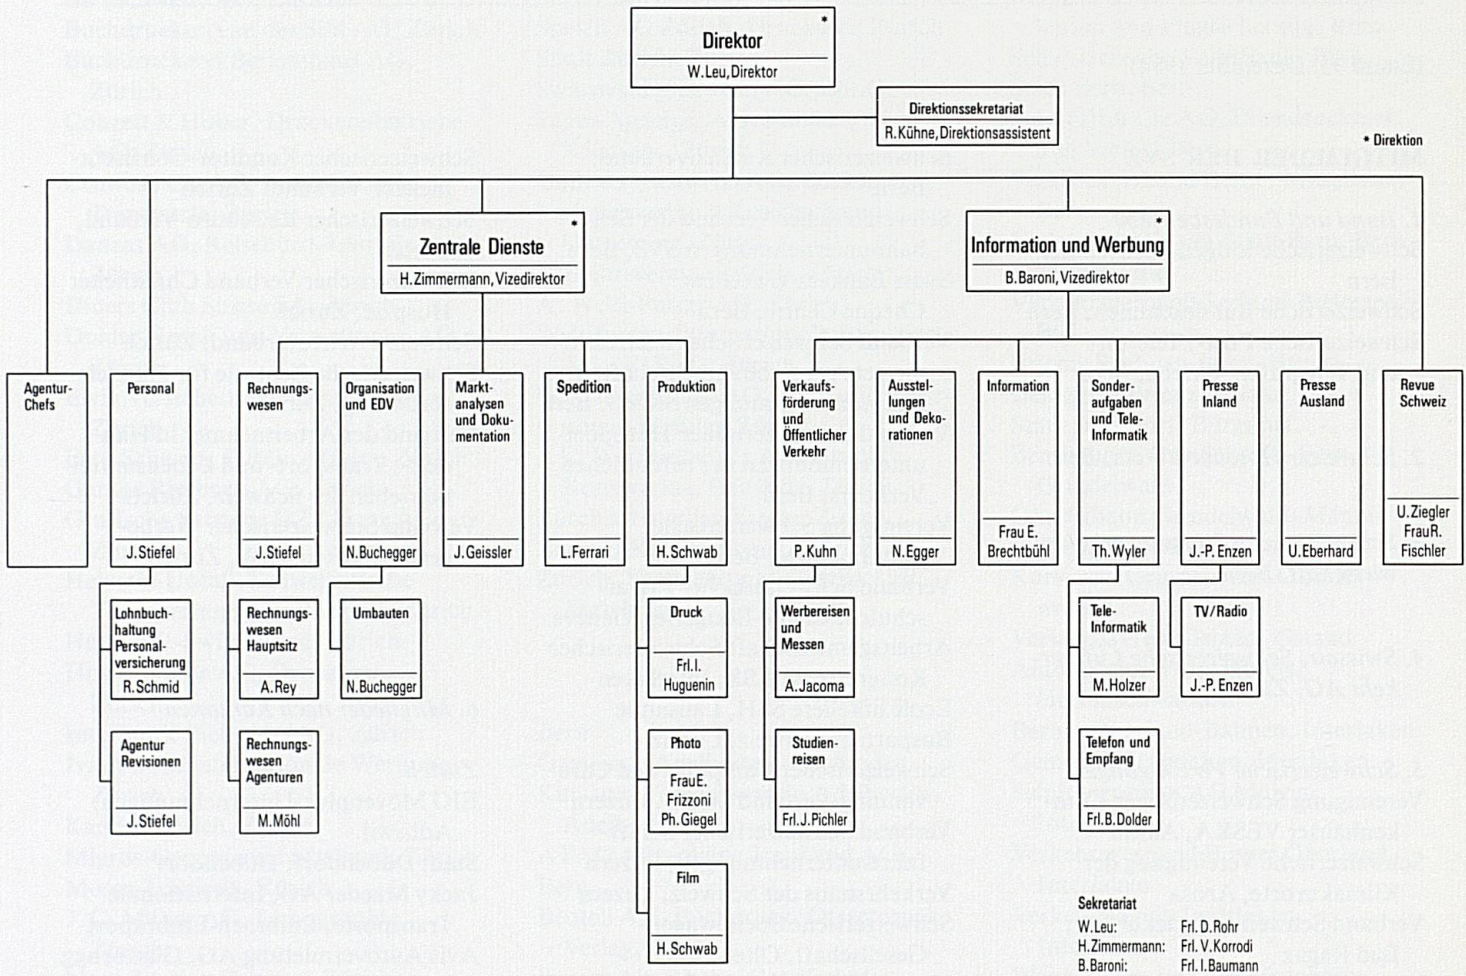 *
Direktor
W.Leu,Direktor
Direktionssekretariat
R.Kühne,Direktionsassistent
* Direktion
*
Zentrale Dienste
H.Zimmermann,Vizedirektor
*
Information und Werbung
B.Baroni,Vizedirektor
Agentur-
Chefs
Personal
J.Stiefel
Rechnungs-
wesen
J.Stiefel
Organisation
und EDV
N.Buchegger
Markt-
analysen
und Doku-
mentation
J.Geissler
Spedition
L.Ferrari
Produktion
H.Schwab
Verkaufs-
förderung
und
Öffentlicher
Verkehr
P.Kuhn
Ausstel-
lungen
und Deko-
rationen
N.Egger
Information
Frau E.
Brechtbühl
Sonder-
aufgaben
und Tele-
Informatik
Th.Wyler
Presse
Inland
J.-P. Enzen
Presse
Ausland
U.Eberhard
Revue
Schweiz
U.Ziegler
FrauR.
Fischler
Lohnbuch-
haltung
Personal-
versicherung
R.Schmid
Rechnungs-
wesen
Hauptsitz
A.Rey
Umbauten
N.Buchegger
Druck
Frl.I.
Huguenin
Werbereisen
und
Messen
A.Jacoma
Tele-
Informatik
M.Holzer
TV/Radio
J.-P. Enzen
Agentur
Revisionen
J.Stiefel
Rechnungs-
wesen
Agenturen
M.Möhl
Photo
FrauE.
Frizzoni
Ph.Giegel
Studien-
reisen
Frl.J.Pichler
Telefon und
Empfang
Frl.B.Dolder
Film
H.Schwab
Sekretariat
W.Leu: Frl. D.Rohr
H.Zimmermann: Frl. V.Korrodi
B.Baroni: Frl. I.Baumann